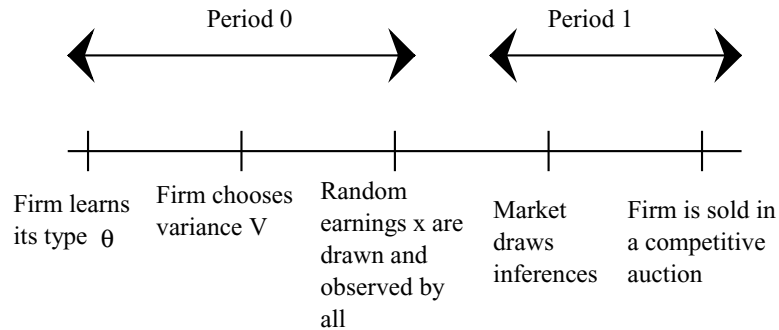 Period 0
Period 1
Firm learns
its type θ
Firm chooses
variance V
Random
earnings x are
drawn and
observed by
all
Market
draws
inferences
Firm is sold in
a competitive
auction